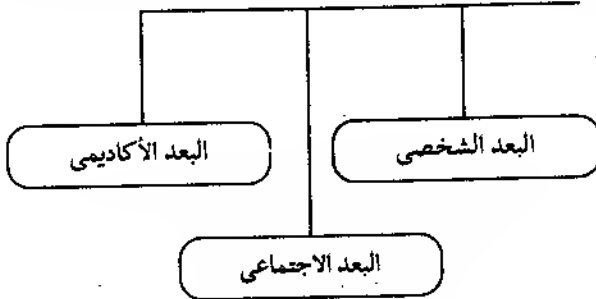 البعد الشخصى
البعد الأكاديمى
البعد الاجتماعى